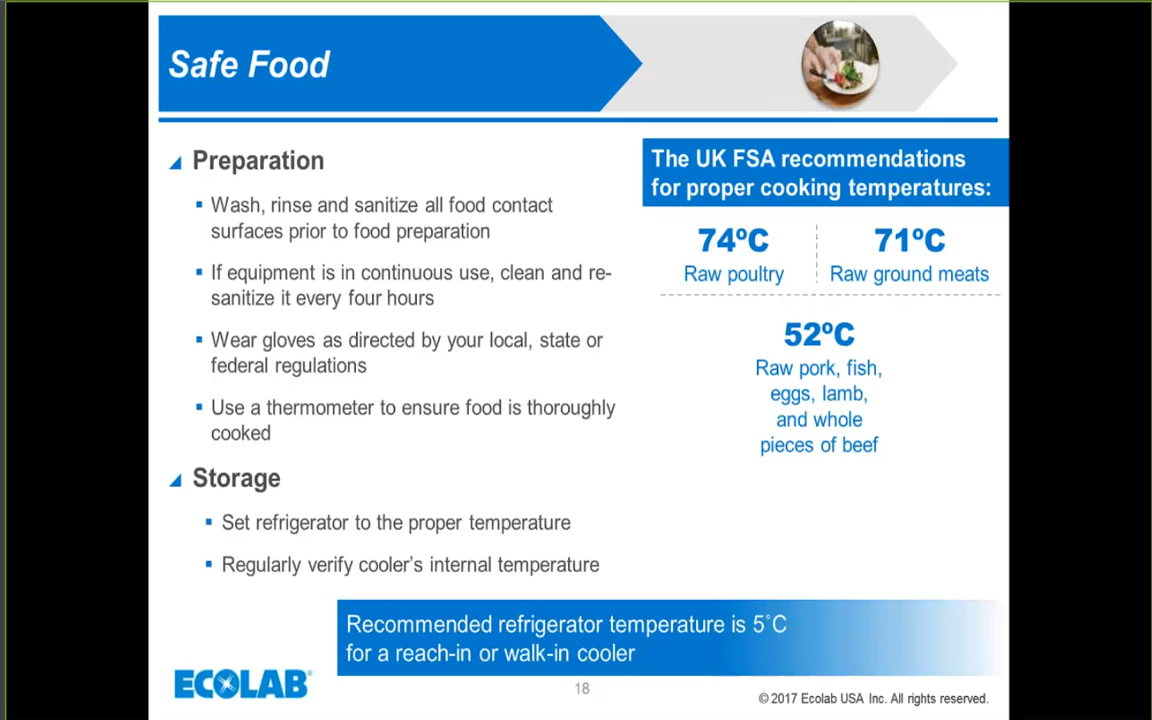 Safe Food
Preparation
Wash, rinse and sanitize all food contact
surfaces prior to food preparation
If equipment is in continuous use, clean and re-
sanitize it every four hours
Wear gloves as directed by your local, state or
federal regulations
Use a thermometer to ensure food is thoroughly
cooked
Storage
Set refrigerator to the proper temperature
Regularly verify cooler's internal temperature
The UK FSA recommendations
for proper cooking temperatures:
74ºC
Raw poultry
71ºC
Raw ground meats
52ºC
Raw pork, fish,
eggs, lamb,
and whole
pieces of beef
Recommended refrigerator temperature is 5˚C
for a reach-in or walk-in cooler
ECOLAB®
18
© 2017 Ecolab USA Inc. All rights reserved.